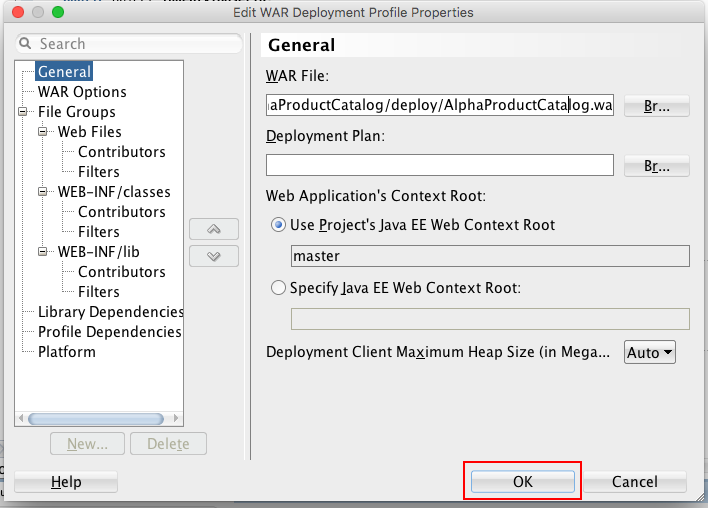 Edit WAR Deployment Profile Properties
Search
General
WAR Options
File Groups
Web Files
Contributors
Filters
WEB-INF/classes
Contributors
Filters
WEB-INF/lib
Contributors
Filters
Library Dependencies
Profile Dependencies
Platform
New...
Delete
General
WAR File:
aProductCatalog/deploy/AlphaProductCatalog.wa
Br...
Deployment Plan:
Br...
Web Application's Context Root:
Use Project's Java EE Web Context Root
master
Specify Java EE Web Context Root:
Deployment Client Maximum Heap Size (in Mega...
Auto
Help
OK
Cancel